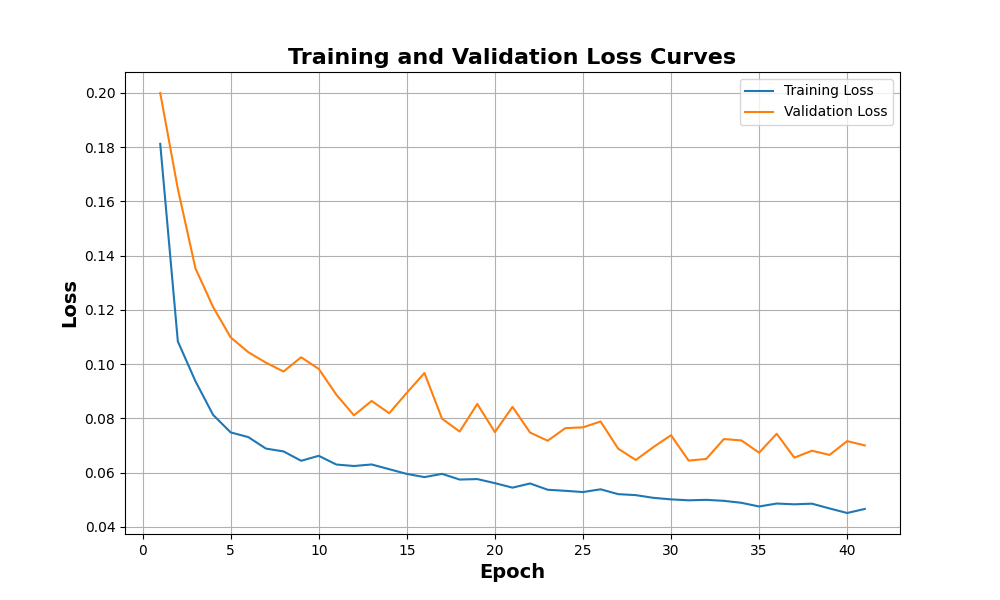 Training and Validation Loss Curves
Training Loss
Validation Loss
0.20
0.18
0.16
0.14
0.12
0.10
0.08
0.06
0.04
Loss
0 5 10 15 20 25 30 35 40
Epoch